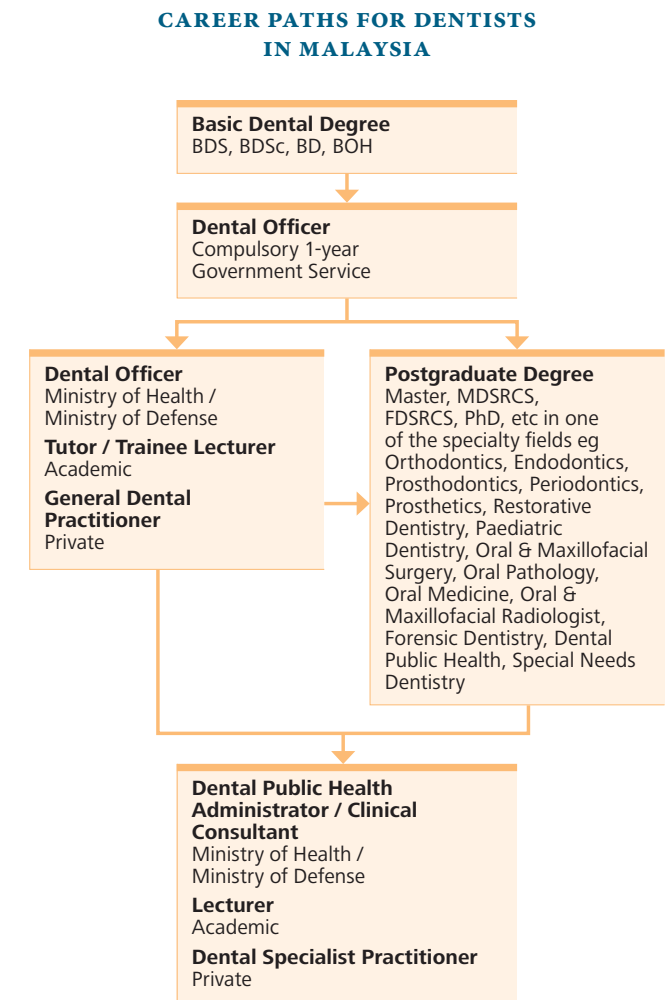 CAREER PATHS FOR DENTISTS
IN MALAYSIA
Basic Dental Degree
BDS, BDSc, BD, BOH
Dental Officer
Compulsory 1-year
Government Service
Dental Officer
Ministry of Health /
Ministry of Defense
Tutor / Trainee Lecturer
Academic
General Dental
Practitioner
Private
Postgraduate Degree
Master, MDSRCS,
FDSRCS, PhD, etc in one
of the specialty fields eg
Orthodontics, Endodontics,
Prosthodontics, Periodontics,
Prosthetics, Restorative
Dentistry, Paediatric
Dentistry, Oral & Maxillofacial
Surgery, Oral Pathology,
Oral Medicine, Oral &
Maxillofacial Radiologist,
Forensic Dentistry, Dental
Public Health, Special Needs
Dentistry
Dental Public Health
Administrator / Clinical
Consultant
Ministry of Health /
Ministry of Defense
Lecturer
Academic
Dental Specialist Practitioner
Private